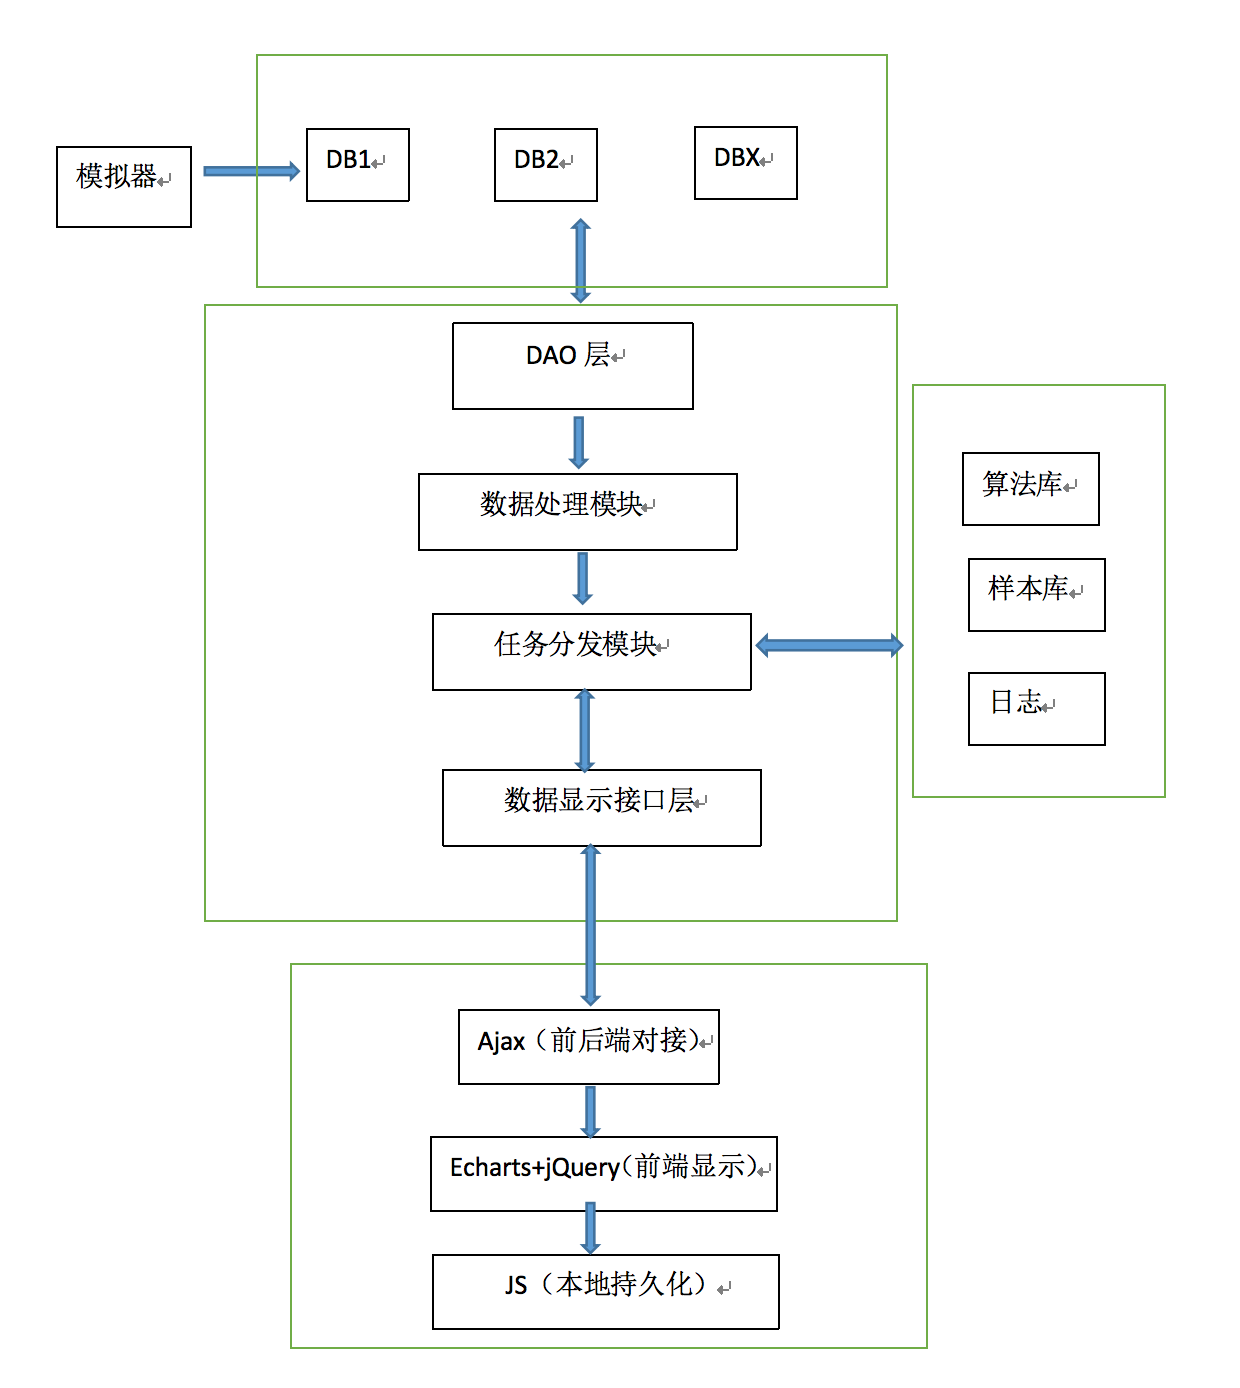 模拟器
DB1
DB2
DBX
DAO 层
数据处理模块
任务分发模块
数据显示接口层
算法库
样本库
日志
Ajax（前后端对接）
Echarts+jQuery（前端显示）
JS（本地持久化）